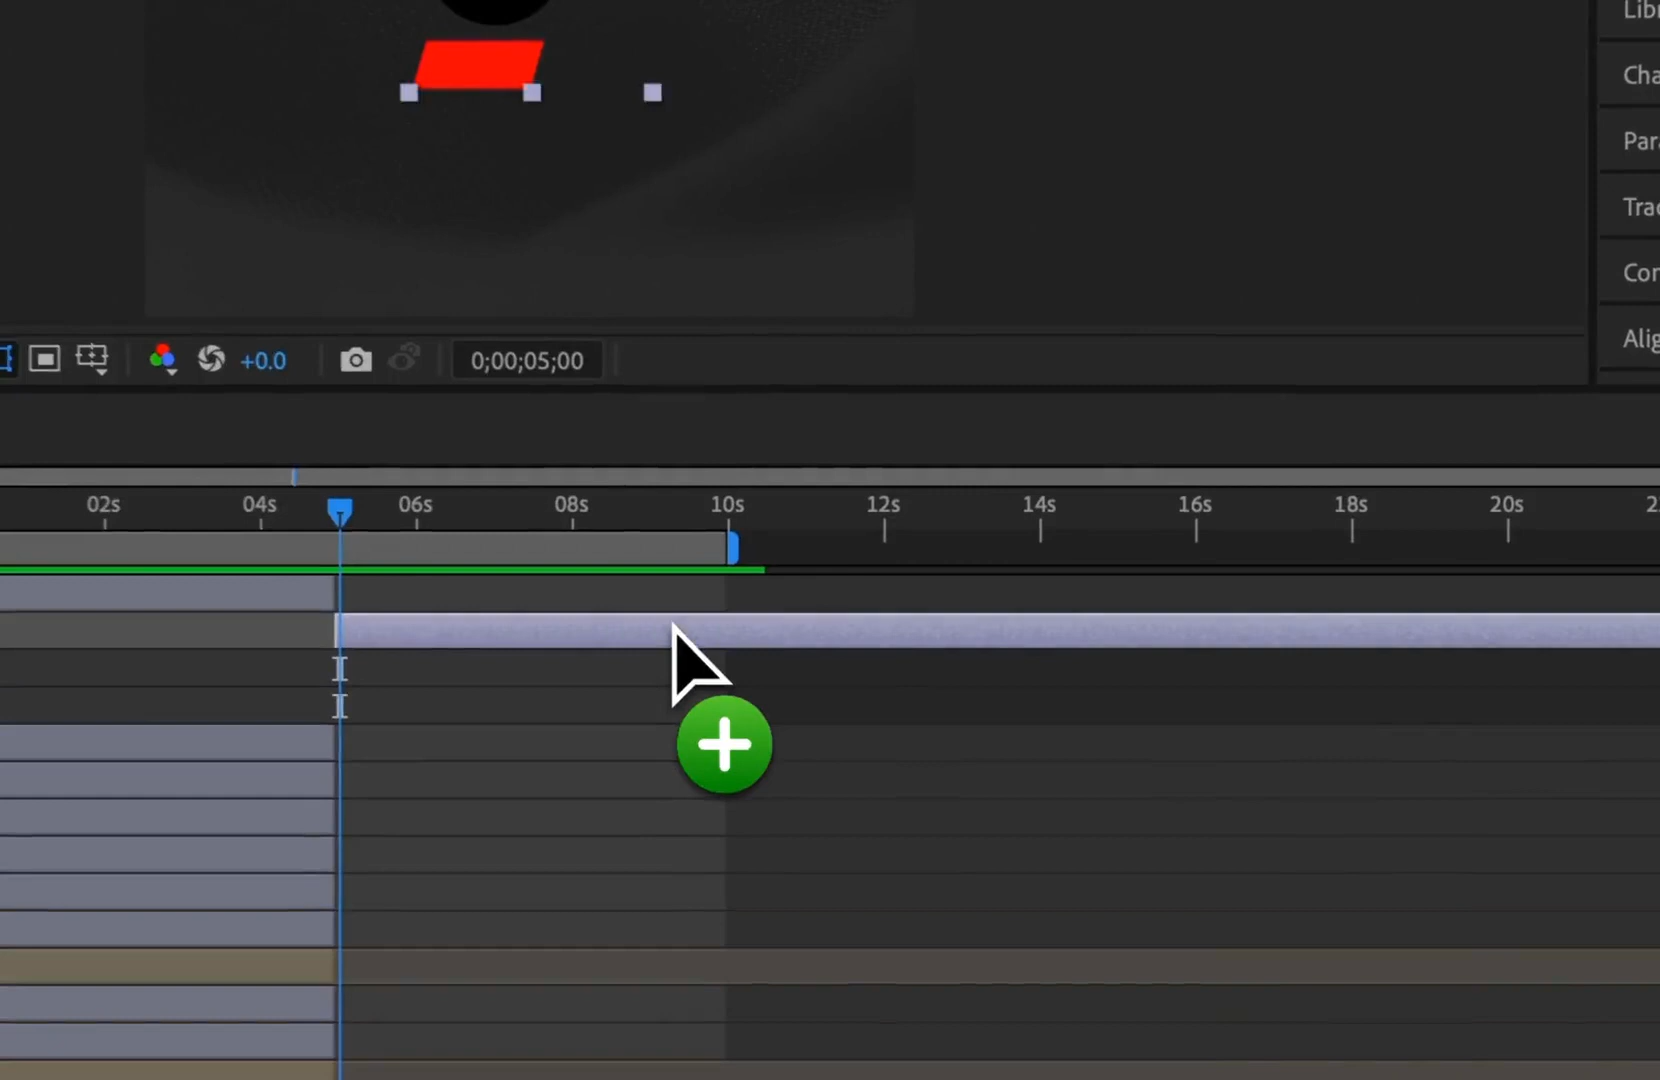 Libr
Cha
Para
Trac
Con
Alig
+0.0
0;00;05;00
02s
04s
06s
08s
10s
12s
14s
16s
18s
20s